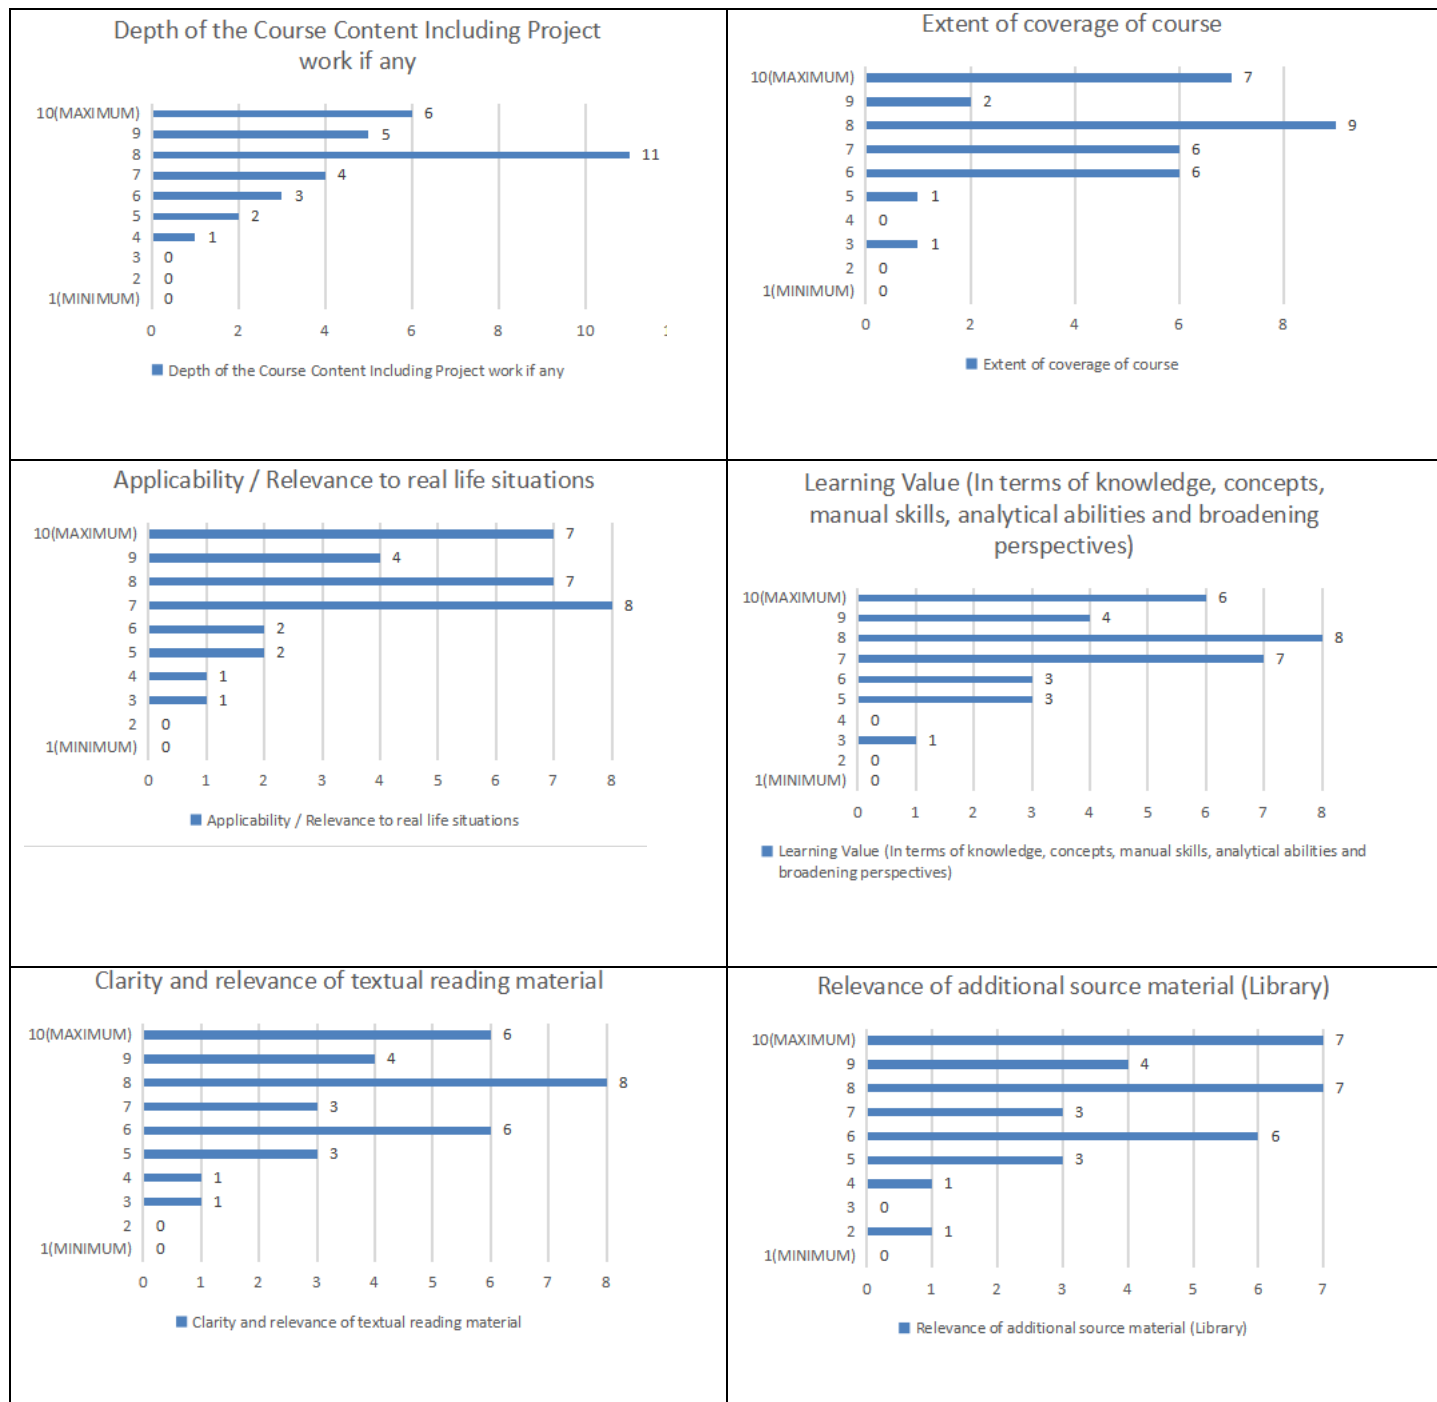 Depth of the Course Content Including Project
work if any
10(MAXIMUM) 6
9 5
8 11
7 4
6 3
5 2
4 1
3 0
2 0
1(MINIMUM) 0
0 2 4 6 8 10
Depth of the Course Content Including Project work if any
Extent of coverage of course
10(MAXIMUM) 7
9 2
8 9
7 6
6 6
5 1
4 0
3 1
2 0
1(MINIMUM) 0
0 2 4 6 8
Extent of coverage of course
Applicability / Relevance to real life situations
10(MAXIMUM) 7
9 4
8 7
7 8
6 2
5 2
4 1
3 1
2 0
1(MINIMUM) 0
0 1 2 3 4 5 6 7 8
Applicability / Relevance to real life situations
Learning Value (In terms of knowledge, concepts,
manual skills, analytical abilities and broadening
perspectives)
10(MAXIMUM) 6
9 4
8 8
7 7
6 3
5 3
4 0
3 1
2 0
1(MINIMUM) 0
0 1 2 3 4 5 6 7 8
Learning Value (In terms of knowledge, concepts, manual skills, analytical abilities and
broadening perspectives)
Clarity and relevance of textual reading material
10(MAXIMUM) 6
9 4
8 8
7 3
6 6
5 3
4 1
3 1
2 0
1(MINIMUM) 0
0 1 2 3 4 5 6 7 8
Clarity and relevance of textual reading material
Relevance of additional source material (Library)
10(MAXIMUM) 7
9 4
8 7
7 3
6 6
5 3
4 1
3 0
2 1
1(MINIMUM) 0
0 1 2 3 4 5 6 7
Relevance of additional source material (Library)